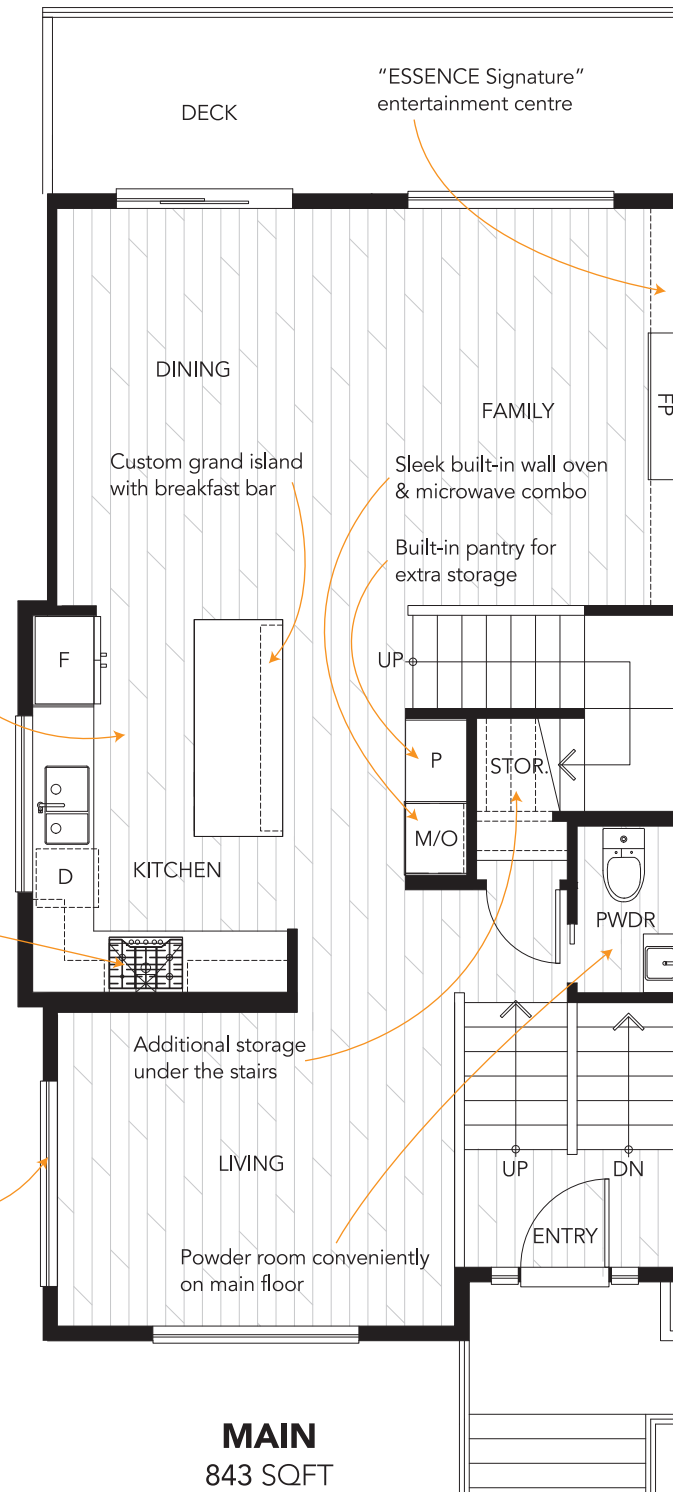 DECK
“ESSENCE Signature”
entertainment centre
DINING
FAMILY
FP
Custom grand island
with breakfast bar
Sleek built-in wall oven
& microwave combo
Built-in pantry for
extra storage
F
UP
P
STOR.
M/O
D
KITCHEN
PWDR
Additional storage
under the stairs
LIVING
UP
DN
ENTRY
Powder room conveniently
on main floor
MAIN
843 SQFT